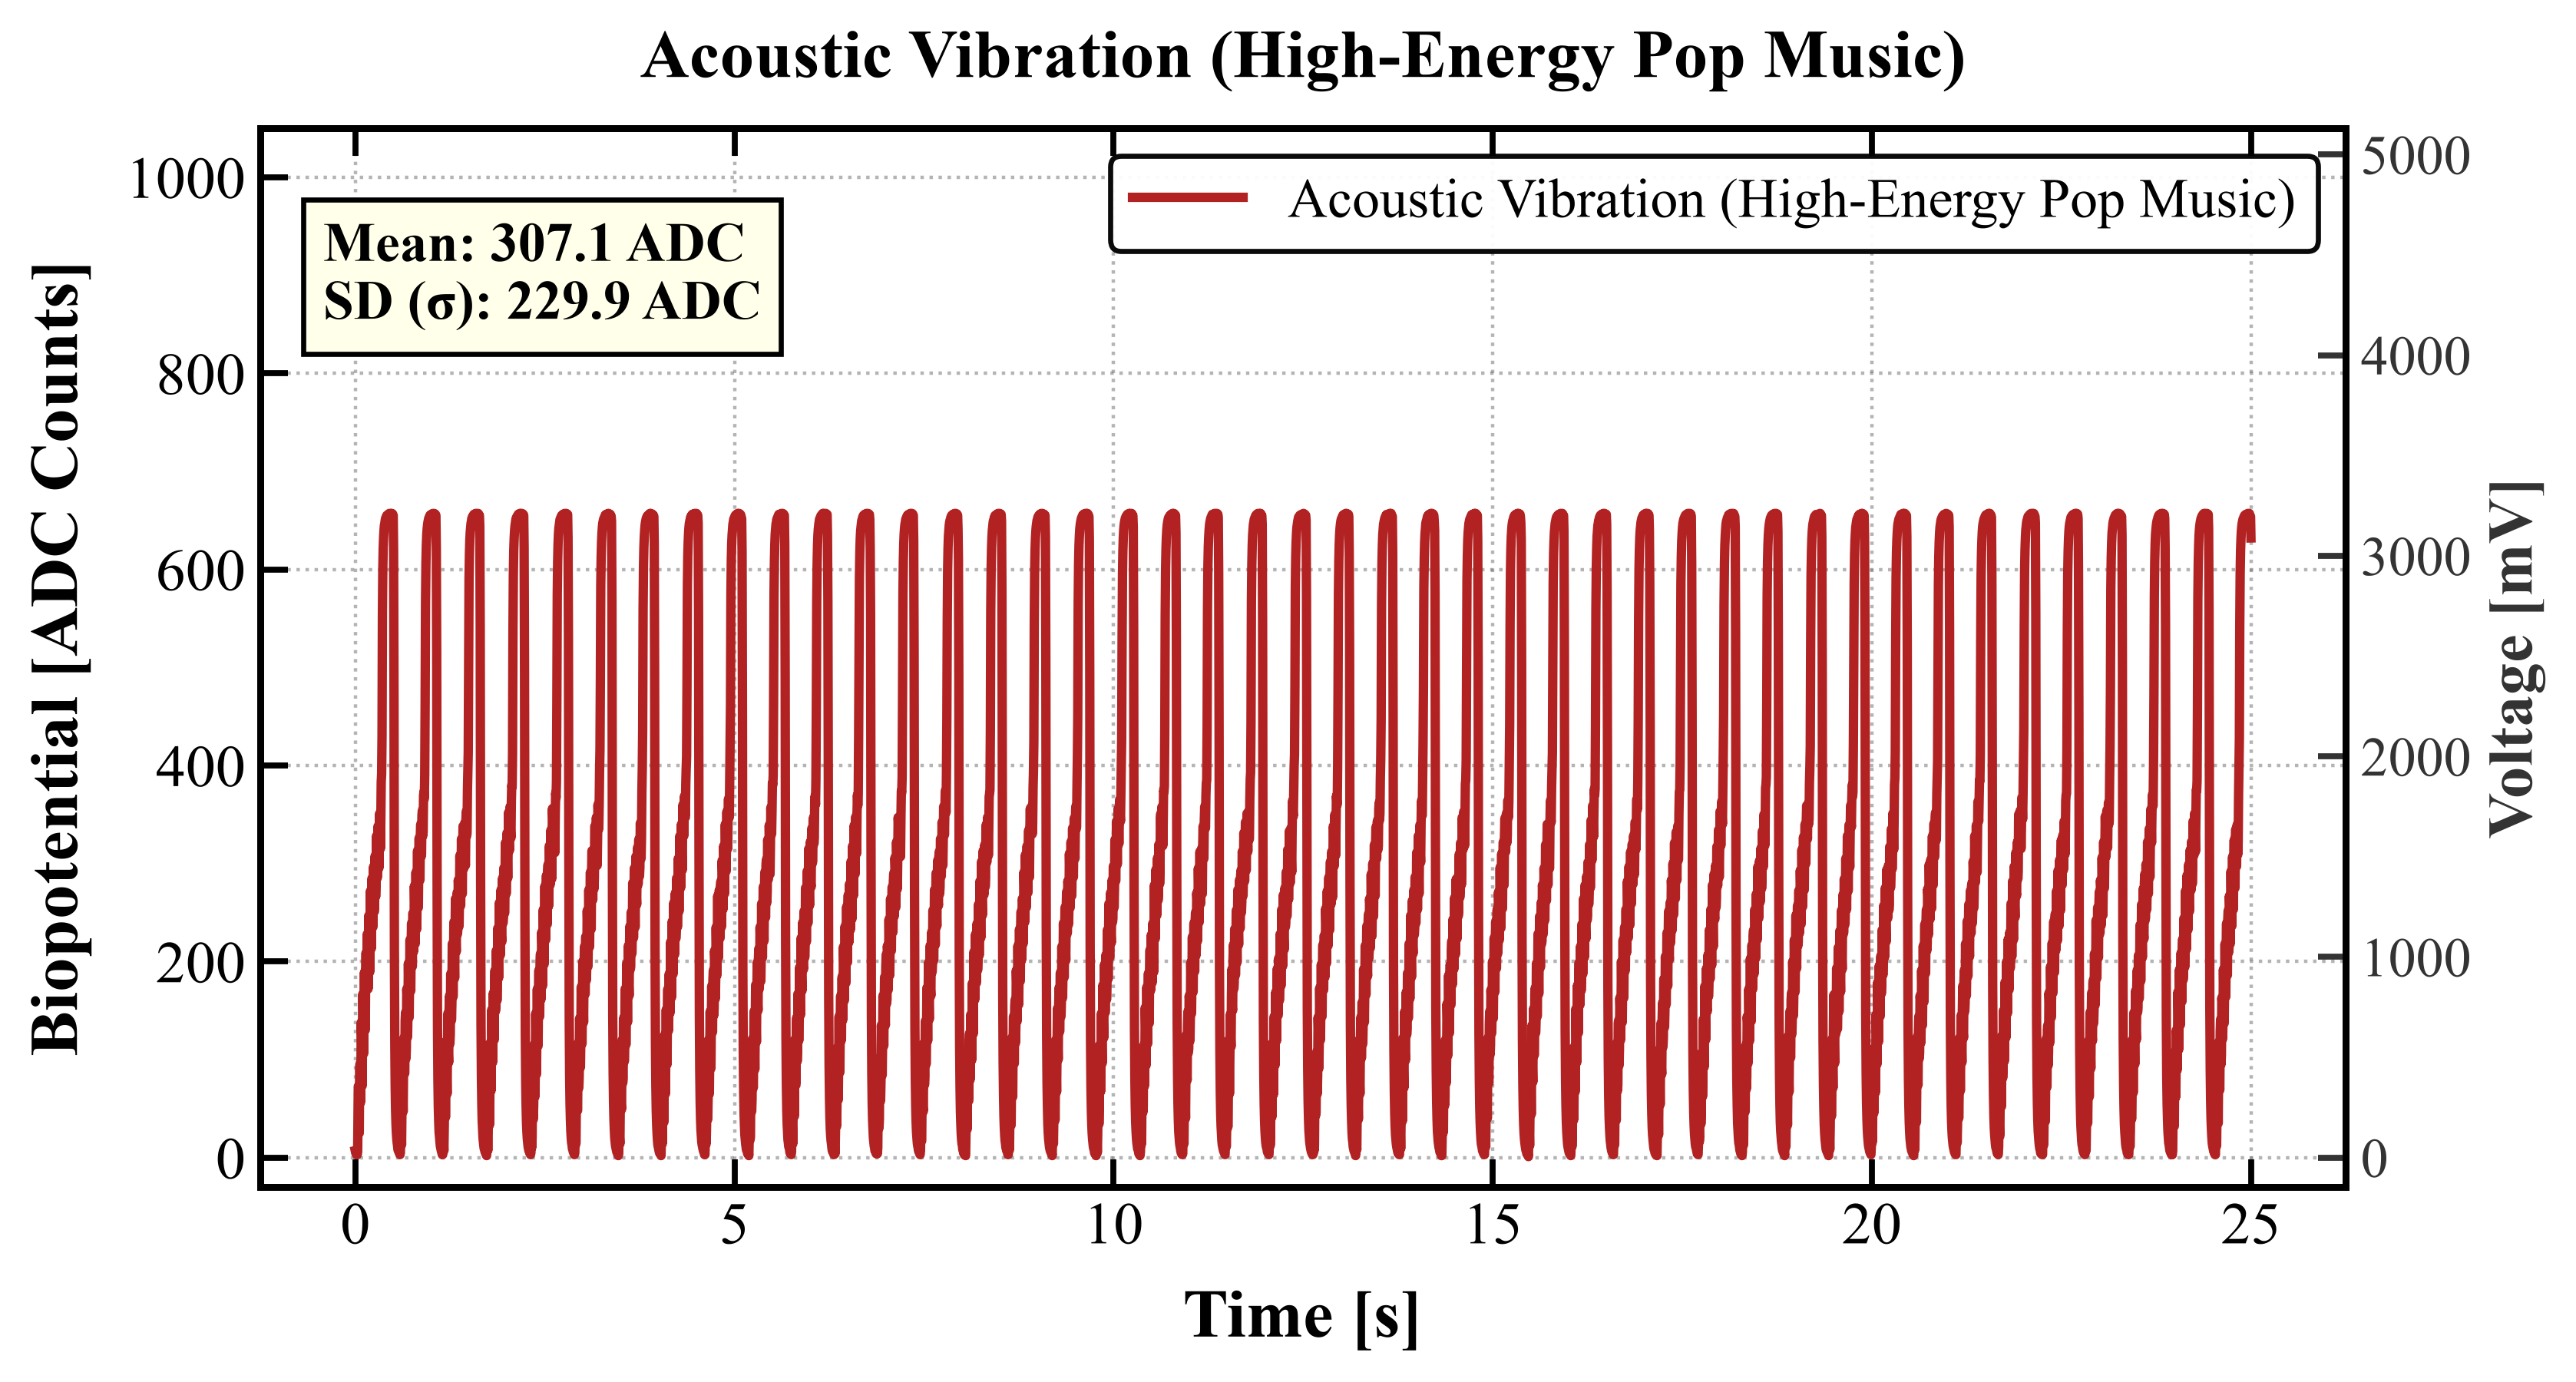 Acoustic Vibration (High-Energy Pop Music)
Acoustic Vibration (High-Energy Pop Music)
Mean: 307.1 ADC
SD (σ): 229.9 ADC
Biopotential [ADC Counts]
1000
800
600
400
200
0
5000
4000
3000
2000
1000
0
Voltage [mV]
0 5 10 15 20 25
Time [s]